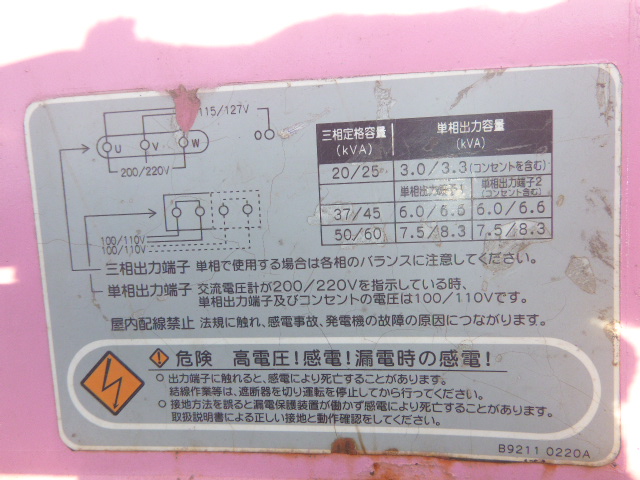 115/127V
U V W O
200/220V
100/110V
100/110V
三相定格容量 (kVA) 単相出力容量 (kVA)
20/25 3.0/3.3(コンセントを含む)
単相出力端子1 単相出力端子2 (コンセント含む)
37/45 6.0/6.6 6.0/6.6
50/60 7.5/8.3 7.5/8.3
三相出力端子 単相で使用する場合は各相のバランスに注意してください。
単相出力端子 交流電圧計が200/220Vを指示している時、
単相出力端子及びコンセントの電圧は100/110Vです。
屋内配線禁止 法規に触れ、感電事故、発電機の故障の原因につながります。
危険 高電圧!感電!漏電時の感電!
○ 出力端子に触れると、感電により死亡することがあります。
結線作業等は、遮断器を切り運転を停止してから行ってください。
○ 接地方法を誤ると漏電保護装置が働かず感電により死亡することがあります。
取扱説明書による正しい接地と動作確認をしてください。
B9211 0220A